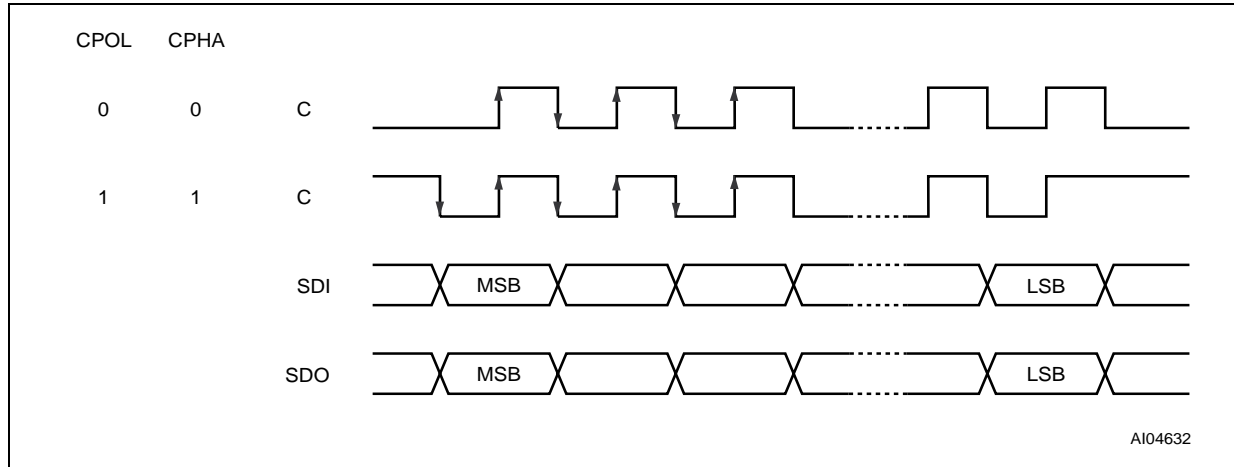 CPOL CPHA
0 0 C
1 1 C
SDI MSB LSB
SDO MSB LSB
AI04632